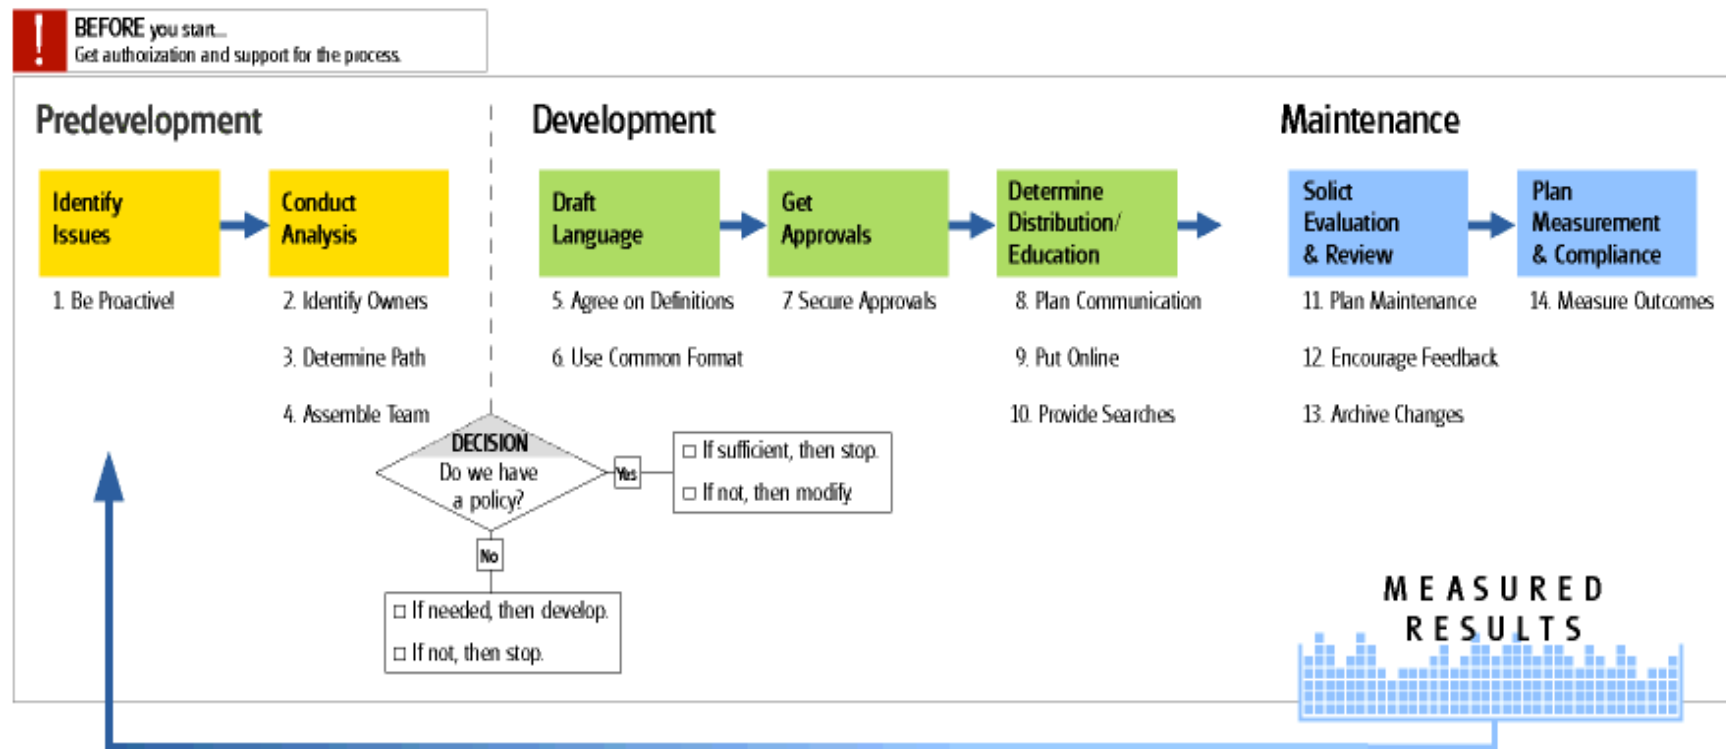 BEFORE you start...
Get authorization and support for the process.
Predevelopment
Development
Maintenance
Identify
Issues
Conduct
Analysis
Draft
Language
Get
Approvals
Determine
Distribution/
Education
Solict
Evaluation
& Review
Plan
Measurement
& Compliance
1. Be Proactive!
2. Identify Owners
3. Determine Path
4. Assemble Team
5. Agree on Definitions
6. Use Common Format
7. Secure Approvals
8. Plan Communication
9. Put Online
10. Provide Searches
11. Plan Maintenance
12. Encourage Feedback
13. Archive Changes
14. Measure Outcomes
DECISION
Do we have
a policy?
Yes
If sufficient, then stop.
If not, then modify.
No
If needed, then develop.
If not, then stop.
MEASURED
RESULTS